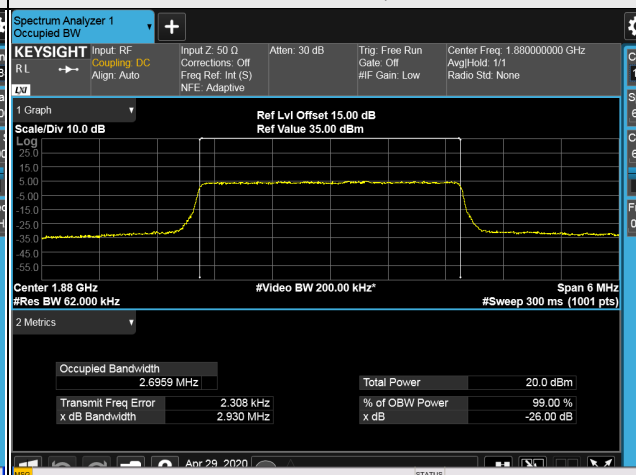 Spectrum Analyzer 1
Occupied BW
+
KEYSIGHT Input: RF Input Z: 50 Ω Atten: 30 dB Trig: Free Run Center Freq: 1.880000000 GHz
R L Coupling: DC Corrections: Off Gate: Off Avg|Hold: 1/1
Align: Auto Freq Ref: Int (S) #IF Gain: Low Radio Std: None
LXI NFE: Adaptive
1 Graph Ref Lvl Offset 15.00 dB
Scale/Div 10.0 dB Ref Value 35.00 dBm
Log
25.0
15.0
5.00
-5.00
-15.0
-25.0
-35.0
-45.0
-55.0
Center 1.88 GHz #Video BW 200.00 kHz* Span 6 MHz
#Res BW 62.000 kHz #Sweep 300 ms (1001 pts)
2 Metrics
Occupied Bandwidth
2.6959 MHz Total Power 20.0 dBm
Transmit Freq Error 2.308 kHz % of OBW Power 99.00 %
x dB Bandwidth 2.930 MHz x dB -26.00 dB
Apr 29, 2020
MSG STATUS